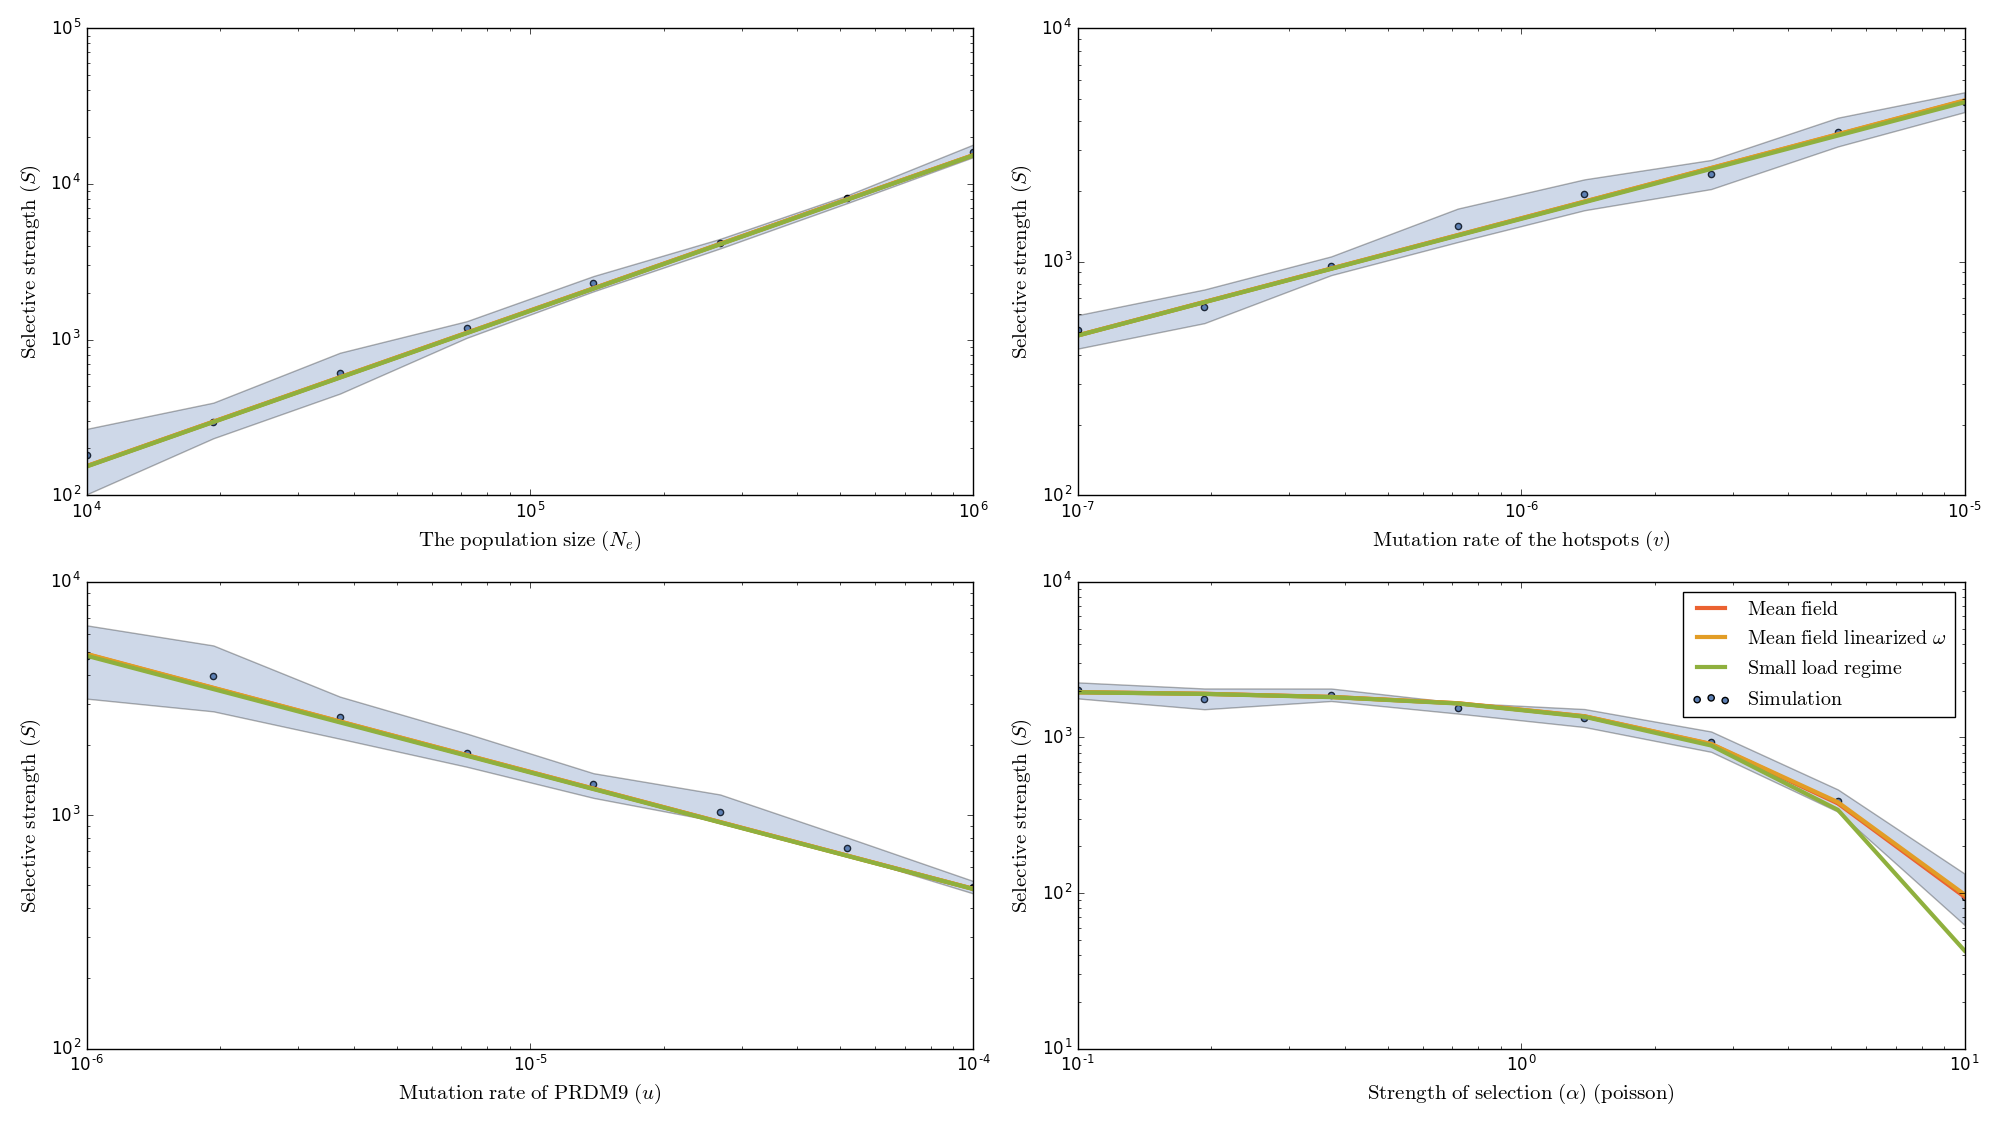 10^5
10^4
10^3
10^2
Selective strength (S)
10^4
10^5
10^6
The population size (N_e)
10^4
10^3
10^2
Selective strength (S)
10^-7
10^-6
10^-5
Mutation rate of the hotspots (v)
10^4
10^3
10^2
Selective strength (S)
10^-6
10^-5
10^-4
Mutation rate of PRDM9 (u)
10^4
10^3
10^2
10^1
Selective strength (S)
10^-1
10^0
10^1
Strength of selection (α) (poisson)
Mean field
Mean field linearized ω
Small load regime
Simulation